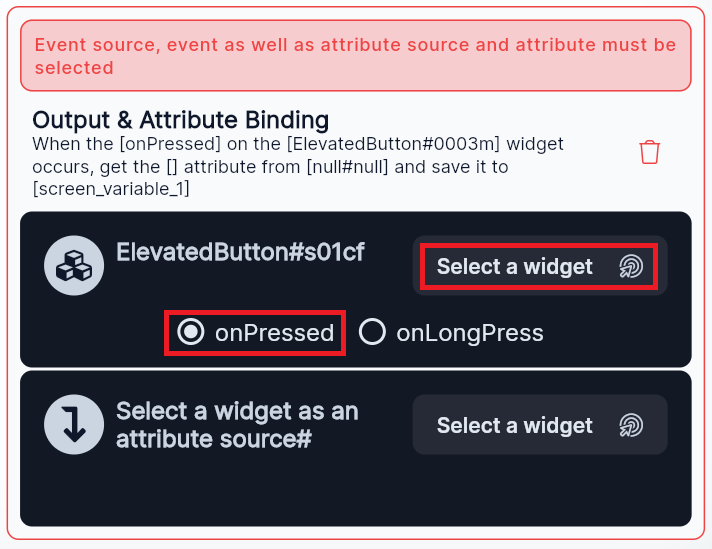 Event source, event as well as attribute source and attribute must be
selected
Output & Attribute Binding
When the [onPressed] on the [ElevatedButton#0003m] widget
occurs, get the [] attribute from [null#null] and save it to
[screen_variable_1]
ElevatedButton#s01cf
Select a widget
onPressed
onLongPress
Select a widget as an
attribute source#
Select a widget